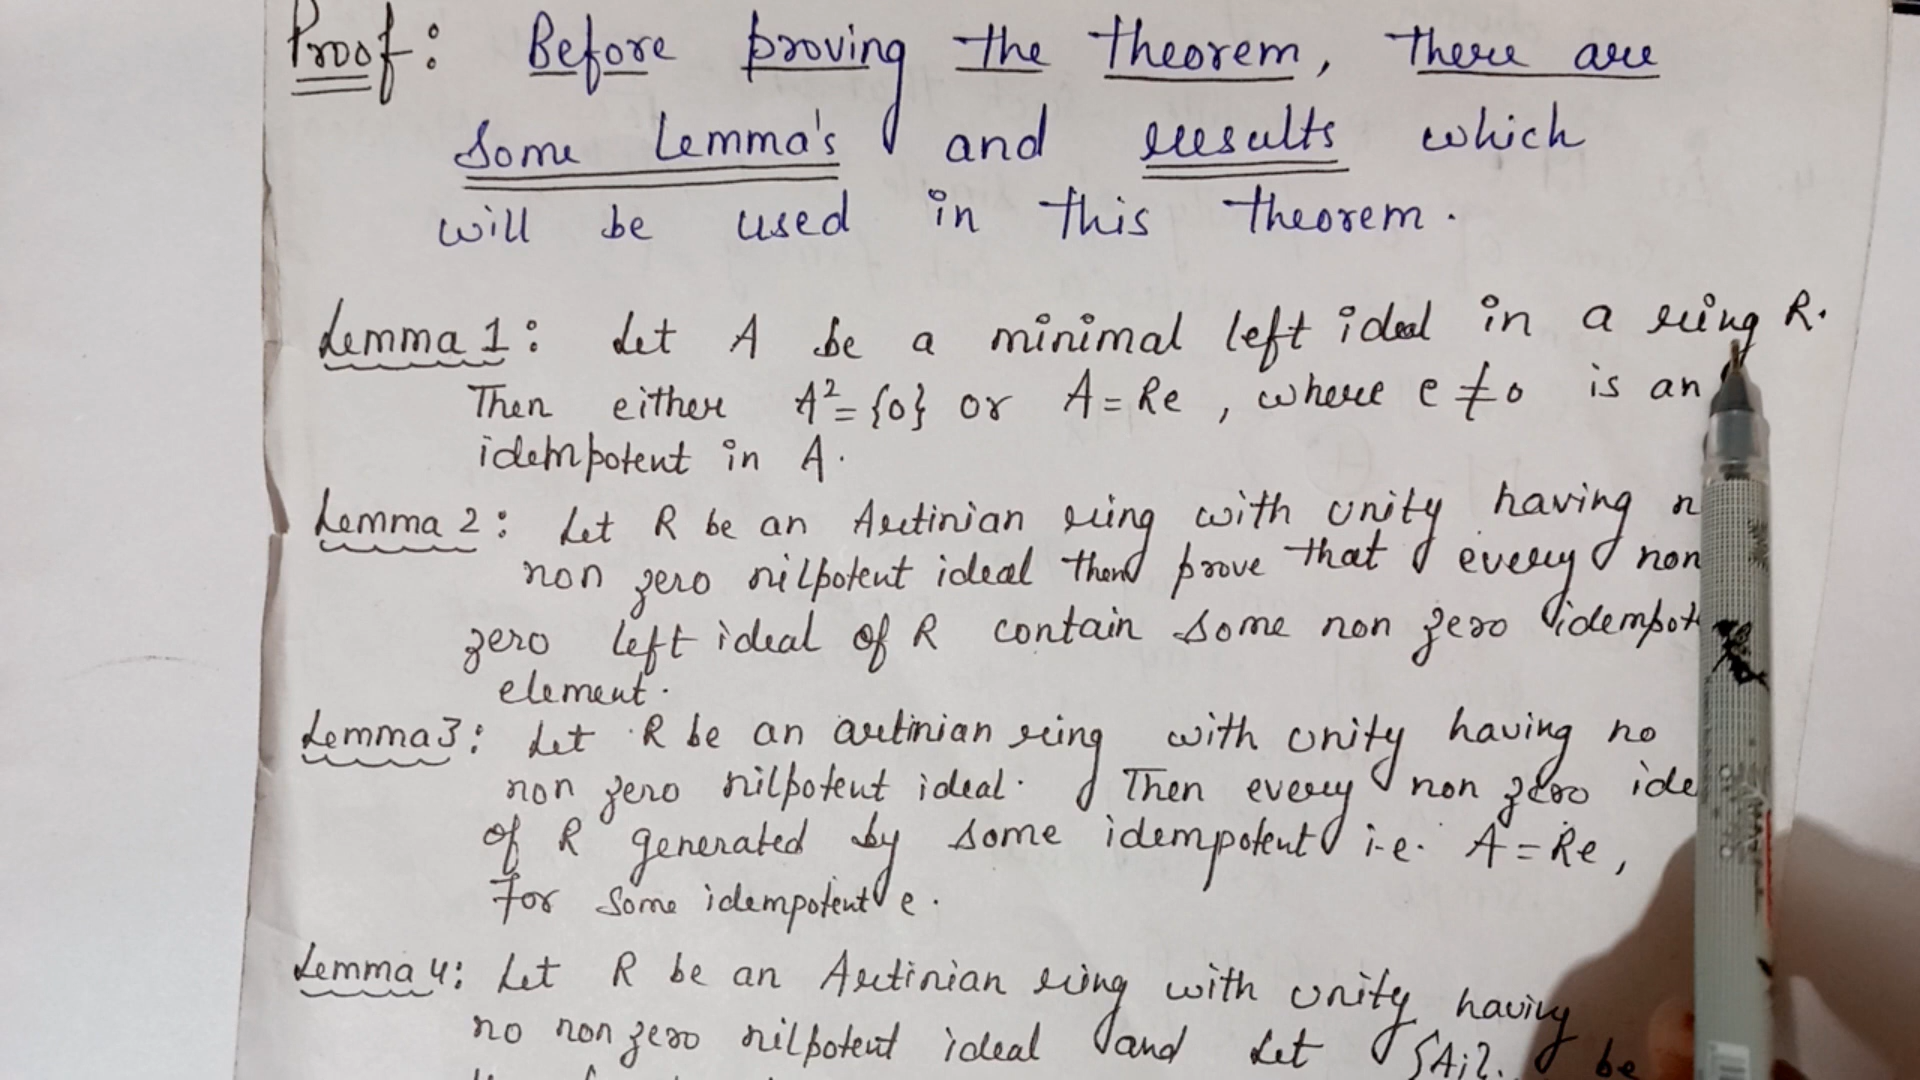 Proof: Before proving the theorem, there are
Some Lemma's and results which
will be used in this theorem.
Lemma 1: Let A be a minimal left ideal in a ring R.
Then either A²={0} or A=Re, where e≠0 is an
idempotent in A.
Lemma 2: Let R be an Artinian ring with unity having n
non zero nilpotent ideal then prove that every non
zero left ideal of R contain some non zero idempot
element.
Lemma 3: Let R be an artinian ring with unity having no
non zero nilpotent ideal. Then every non zero ide
of R generated by some idempotent i.e. A=Re,
For some idempotent e.
Lemma 4: Let R be an Artinian ring with unity having
no non zero nilpotent ideal and Let {Ai} be